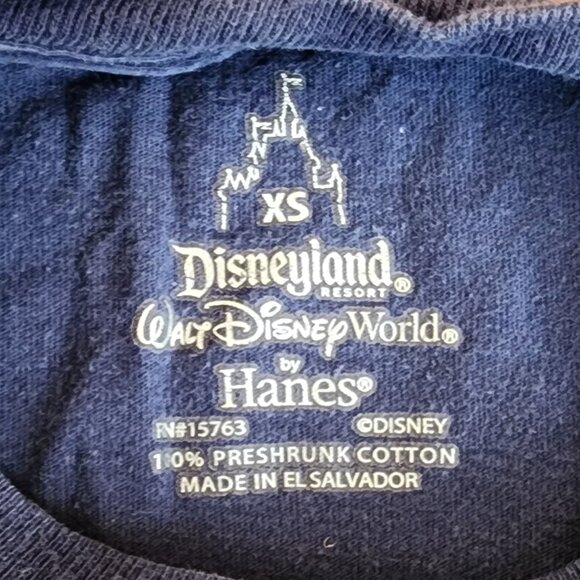 XS
Disneyland®
RESORT
WALT DISNEY World®
by
Hanes®
RN#15763 ©DISNEY
100% PRESHRUNK COTTON
MADE IN EL SALVADOR